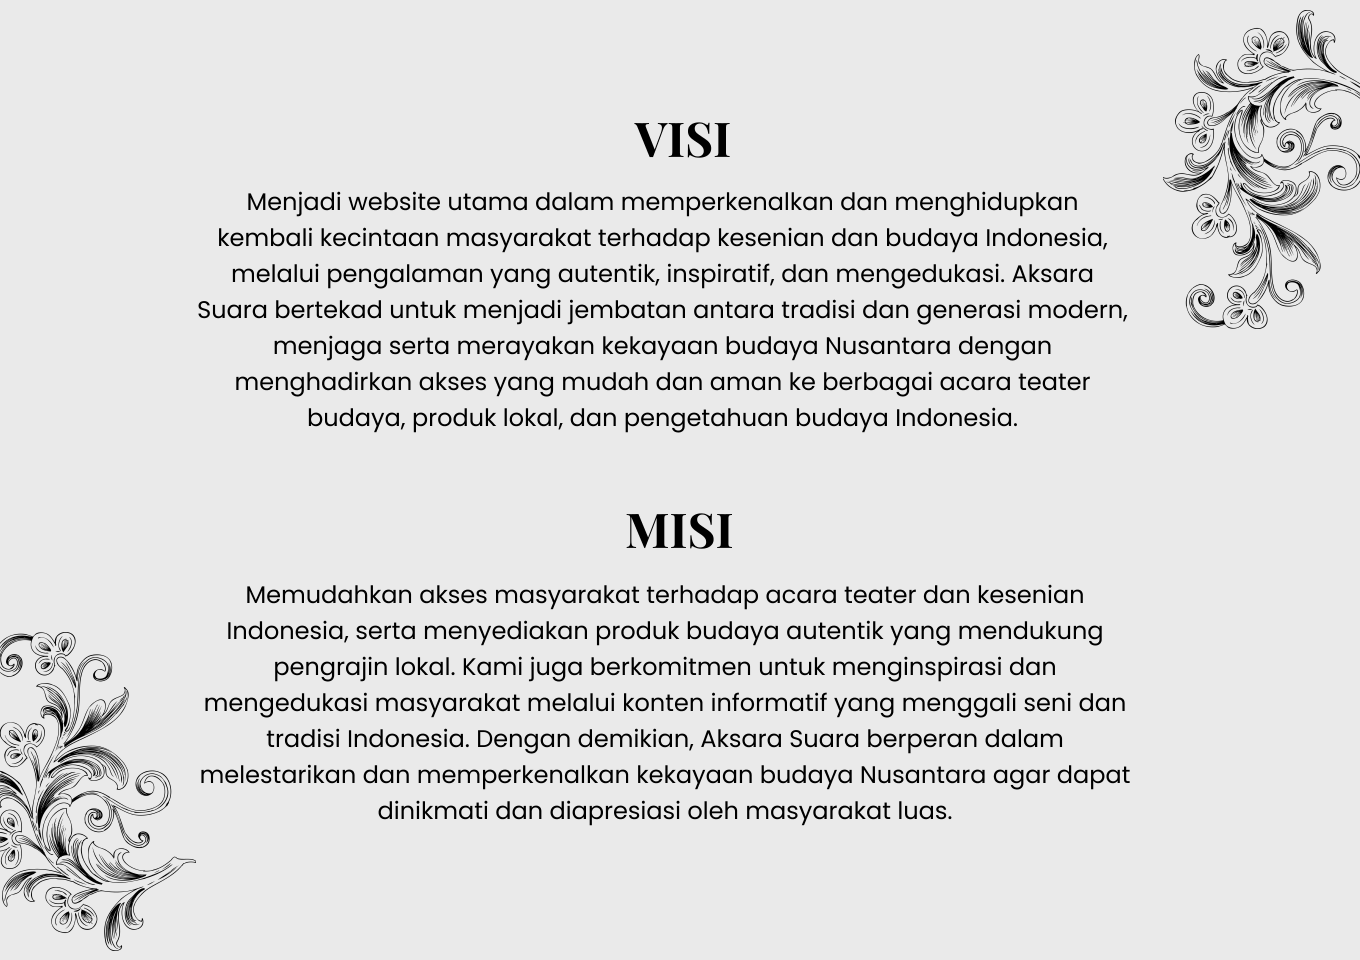 VISI
Menjadi website utama dalam memperkenalkan dan menghidupkan
kembali kecintaan masyarakat terhadap kesenian dan budaya Indonesia,
melalui pengalaman yang autentik, inspiratif, dan mengedukasi. Aksara
Suara bertekad untuk menjadi jembatan antara tradisi dan generasi modern,
menjaga serta merayakan kekayaan budaya Nusantara dengan
menghadirkan akses yang mudah dan aman ke berbagai acara teater
budaya, produk lokal, dan pengetahuan budaya Indonesia.
MISI
Memudahkan akses masyarakat terhadap acara teater dan kesenian
Indonesia, serta menyediakan produk budaya autentik yang mendukung
pengrajin lokal. Kami juga berkomitmen untuk menginspirasi dan
mengedukasi masyarakat melalui konten informatif yang menggali seni dan
tradisi Indonesia. Dengan demikian, Aksara Suara berperan dalam
melestarikan dan memperkenalkan kekayaan budaya Nusantara agar dapat
dinikmati dan diapresiasi oleh masyarakat luas.